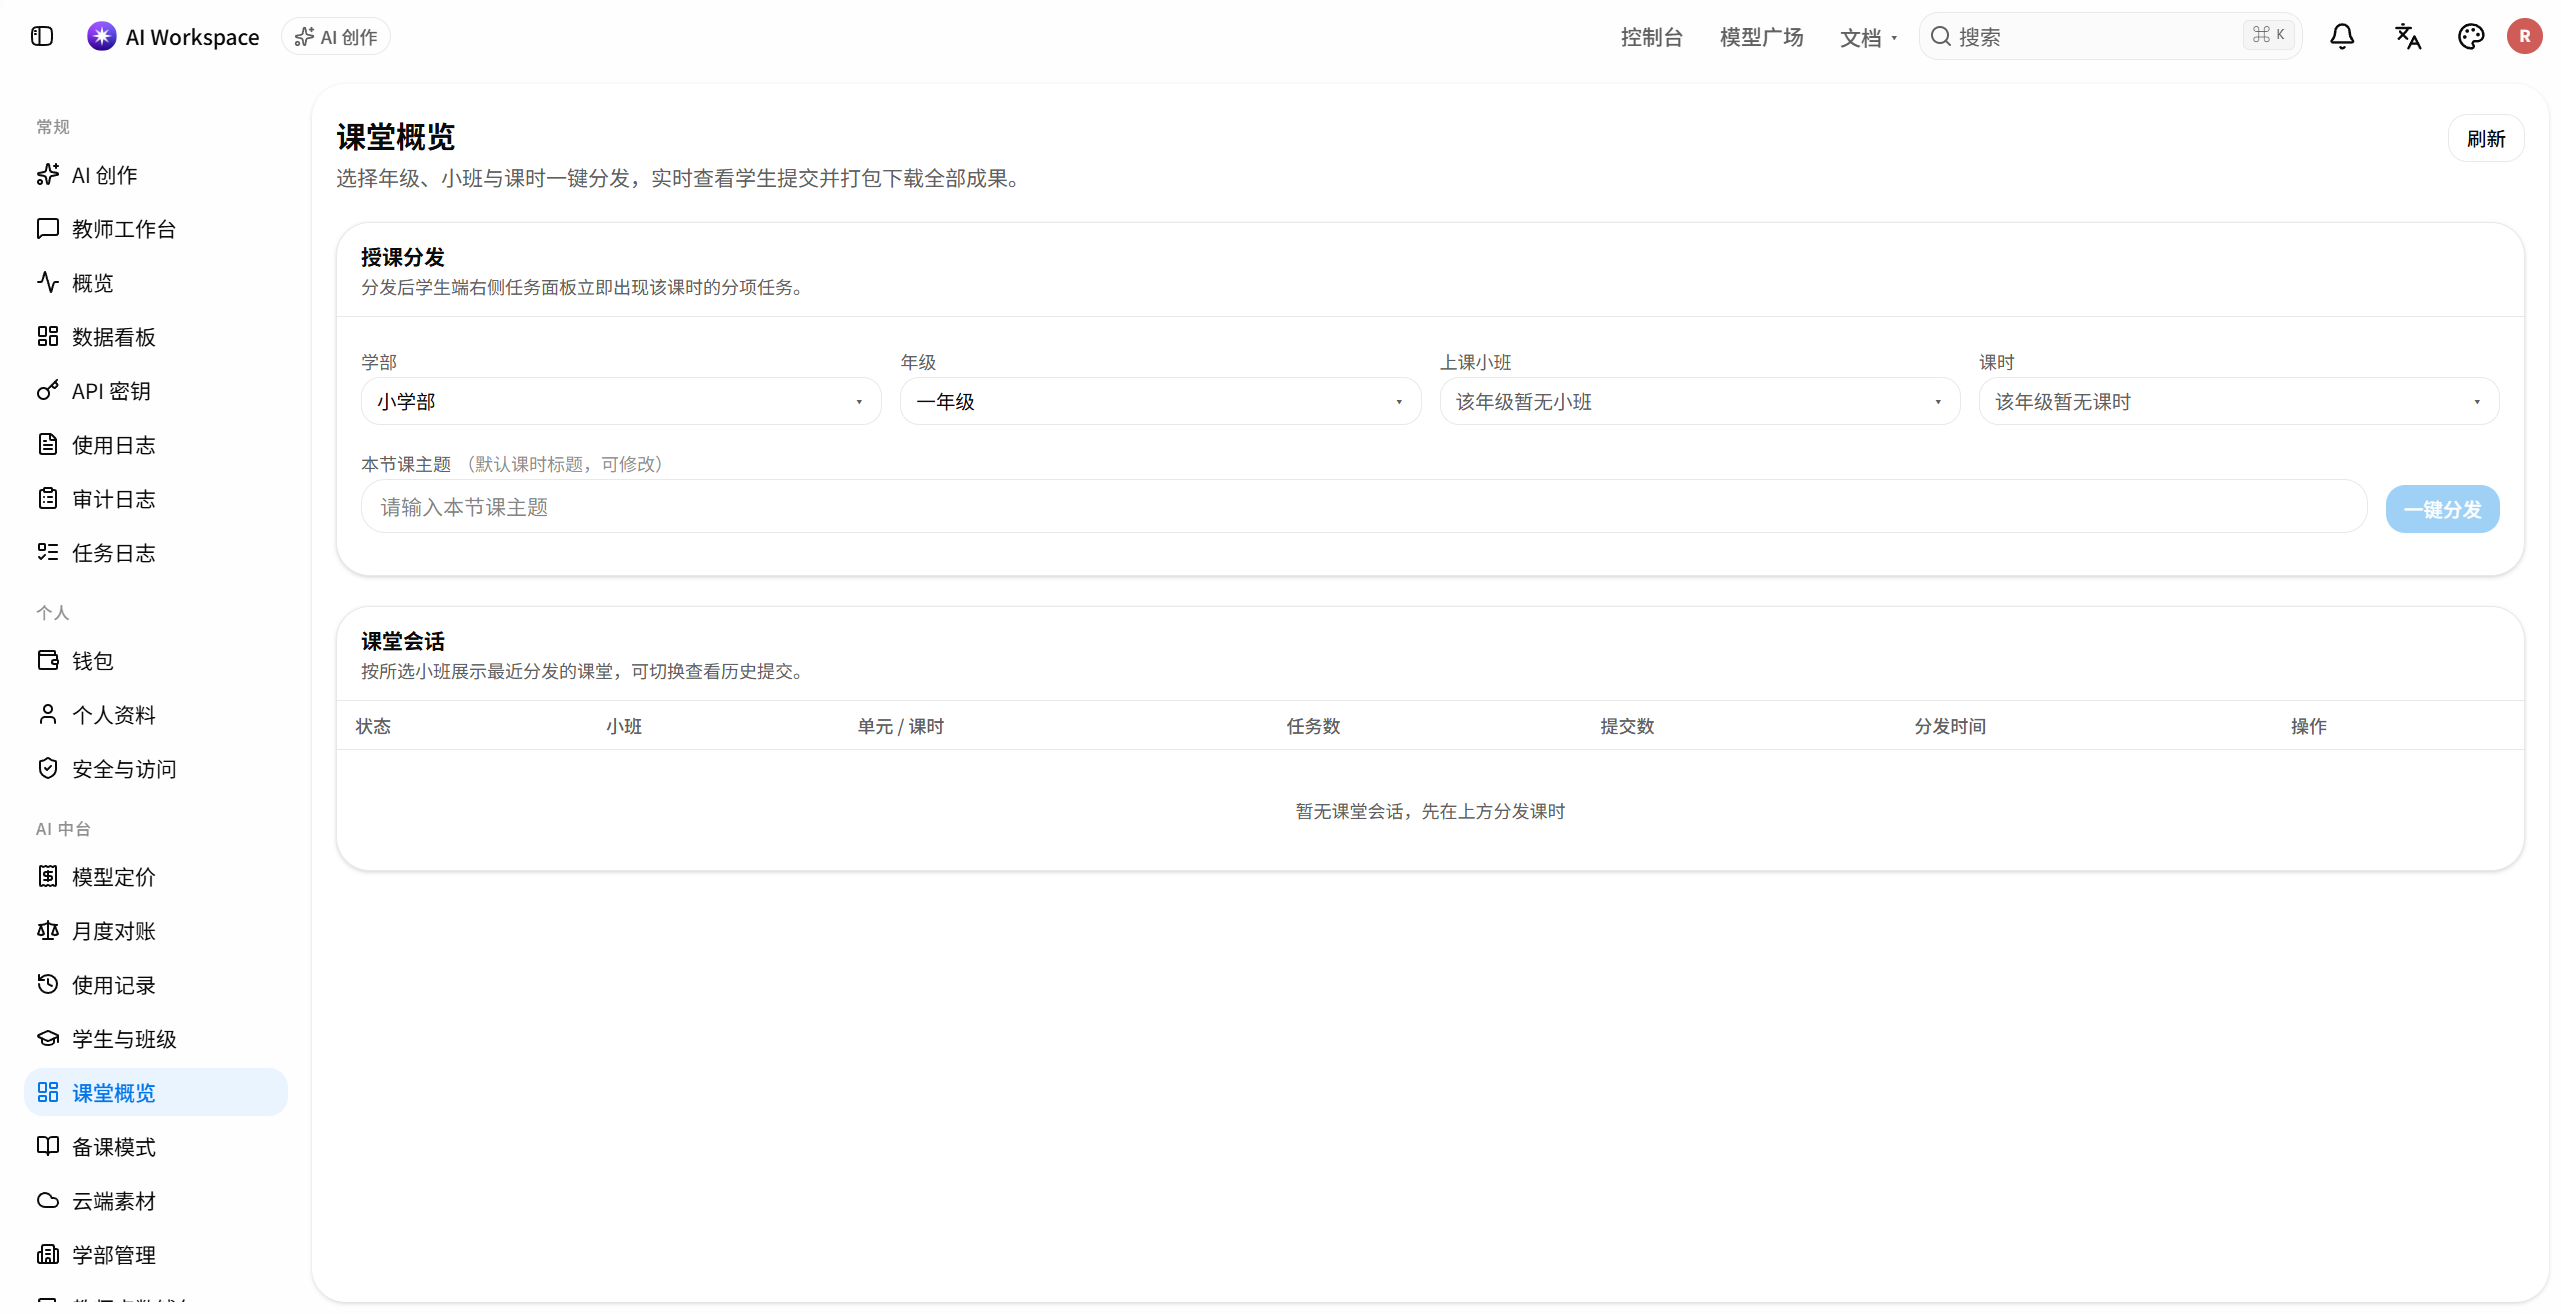 AI Workspace
AI 创作
控制台
模型广场
文档
搜索
⌘ K
R
常规
AI 创作
教师工作台
概览
数据看板
API 密钥
使用日志
审计日志
任务日志
个人
钱包
个人资料
安全与访问
AI 中台
模型定价
月度对账
使用记录
学生与班级
课堂概览
备课模式
云端素材
学部管理
课堂概览
刷新
选择年级、小班与课时一键分发，实时查看学生提交并打包下载全部成果。
授课分发
分发后学生端右侧任务面板立即出现该课时的分项任务。
学部
年级
上课小班
课时
小学部
一年级
该年级暂无小班
该年级暂无课时
本节课主题 （默认课时标题，可修改）
请输入本节课主题
一键分发
课堂会话
按所选小班展示最近分发的课堂，可切换查看历史提交。
状态
小班
单元 / 课时
任务数
提交数
分发时间
操作
暂无课堂会话，先在上方分发课时